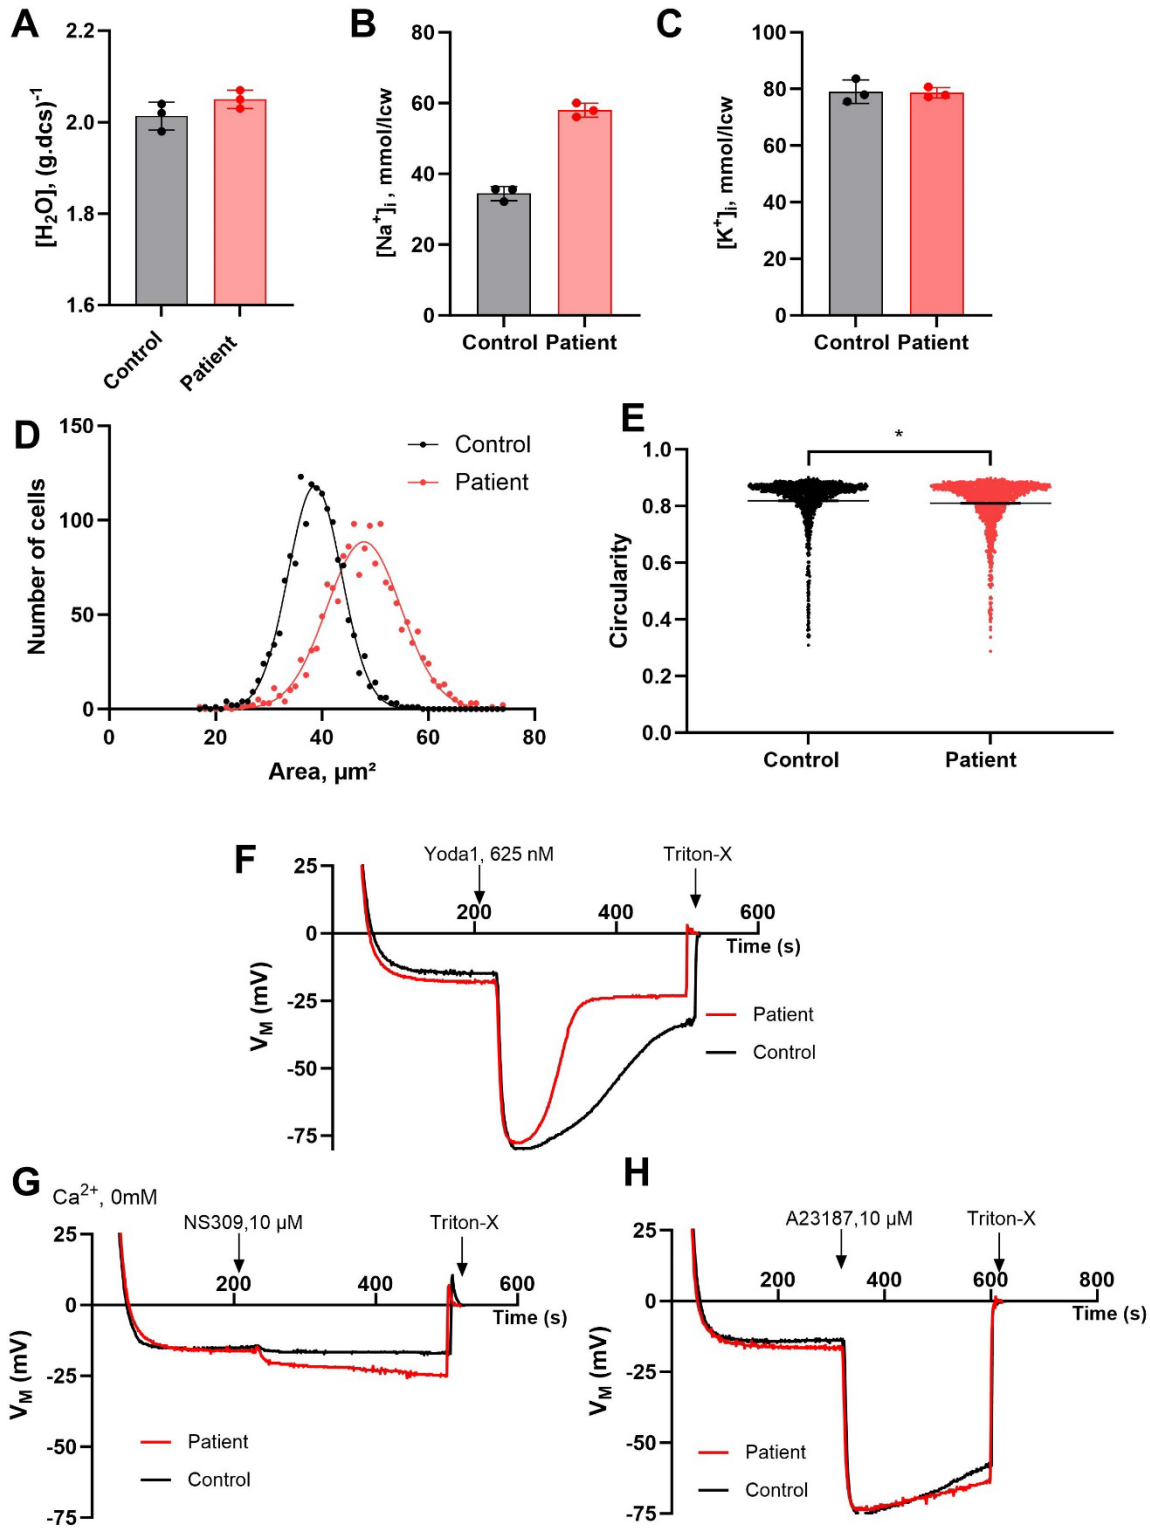 A
2.2
2.0
1.8
1.6
[H₂O], (g.dcs)⁻¹
Control
Patient
B
80
60
40
20
0
[Na⁺]ᵢ , mmol/lcw
Control Patient
C
100
80
60
40
20
0
[K⁺]ᵢ, mmol/lcw
Control Patient
D
150
100
50
0
Number of cells
Control
Patient
0 20 40 60 80
Area, µm²
E
1.0
0.8
0.6
0.4
0.2
0.0
Circularity
*
Control Patient
F
Yoda1, 625 nM
Triton-X
25
0
-25
-50
-75
V_M (mV)
200 400 600
Time (s)
Patient
Control
G
Ca²⁺, 0mM
NS309,10 µM
Triton-X
25
0
-25
-50
-75
V_M (mV)
200 400 600
Time (s)
Patient
Control
H
A23187,10 µM
Triton-X
25
0
-25
-50
-75
V_M (mV)
200 400 600 800
Time (s)
Patient
Control